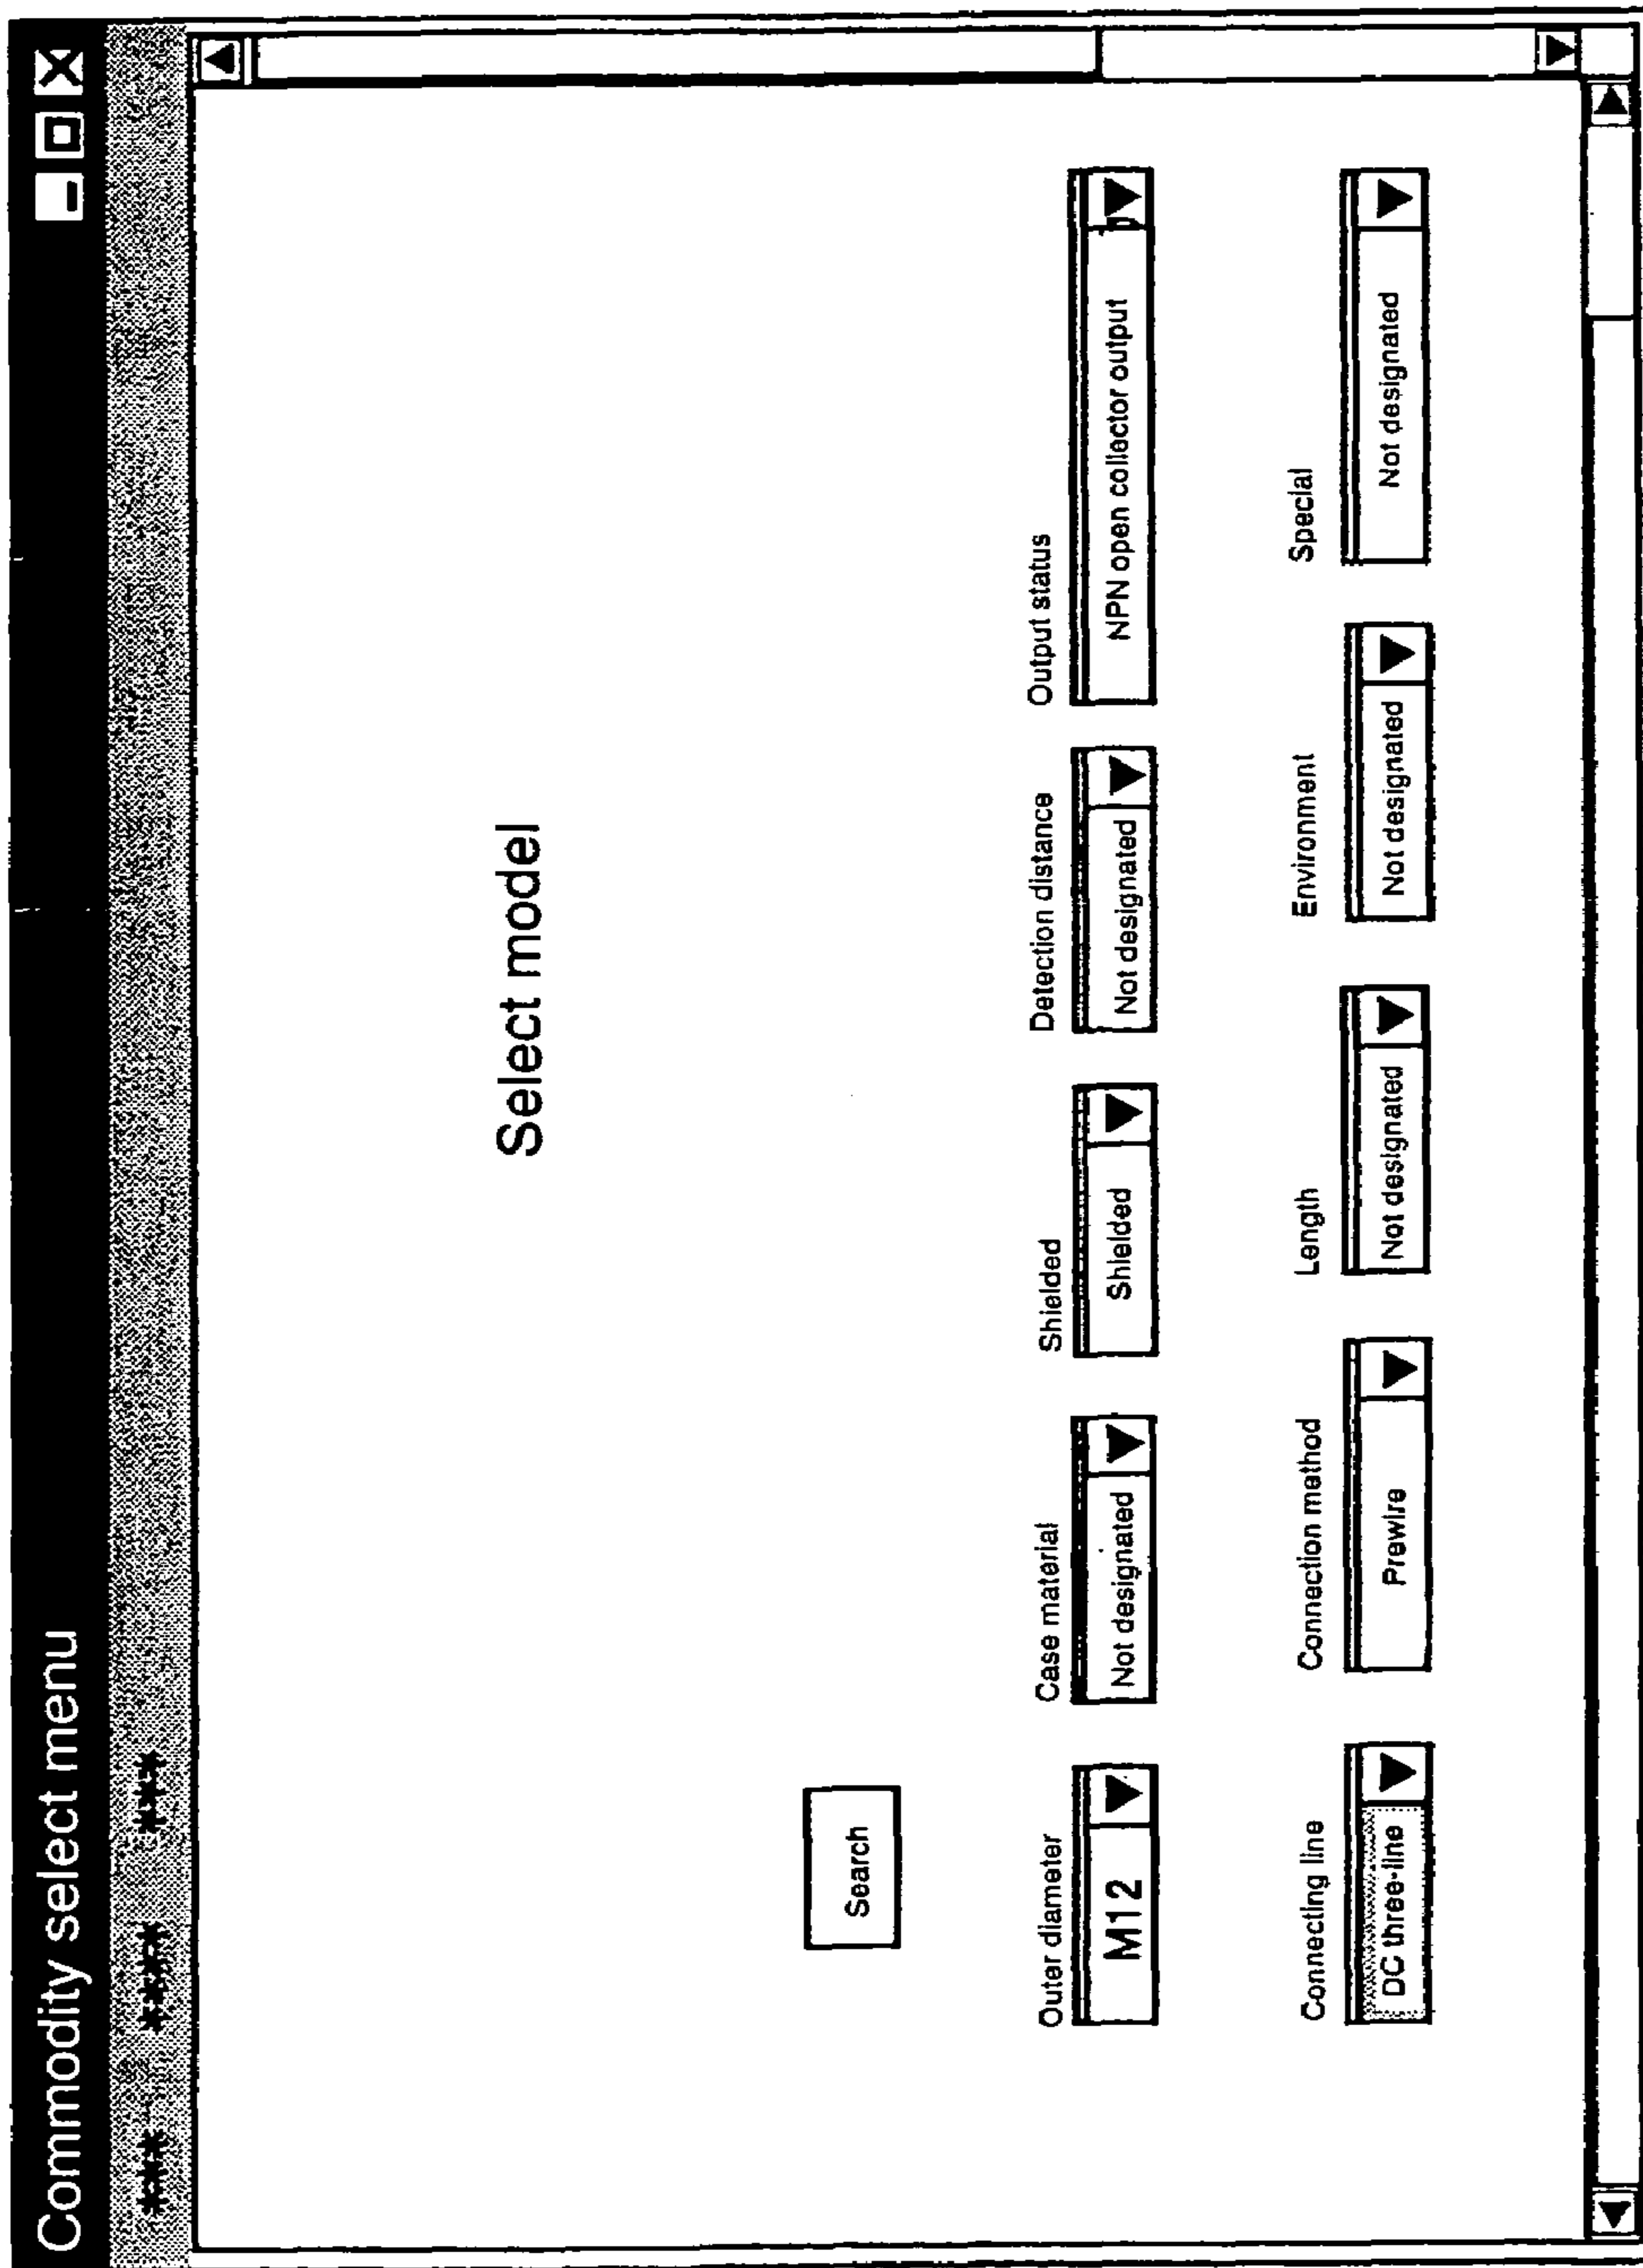 Commodity select menu
*** *** ***
Select model
Search
Outer diameter Case material Shielded Detection distance Output status
M12 Not designated Shielded Not designated NPN open collector output
Connecting line Connection method Length Environment Special
DC three-line Prewire Not designated Not designated Not designated